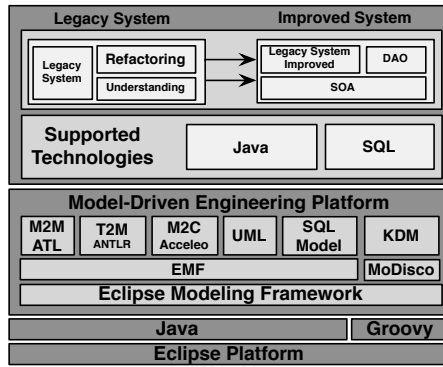 Legacy System Improved System
Legacy System
Refactoring
Understanding
Legacy System Improved
DAO
SOA
Supported Technologies
Java
SQL
Model-Driven Engineering Platform
M2M ATL
T2M ANTLR
M2C Acceleo
UML
SQL Model
KDM
EMF
MoDisco
Eclipse Modeling Framework
Java
Groovy
Eclipse Platform